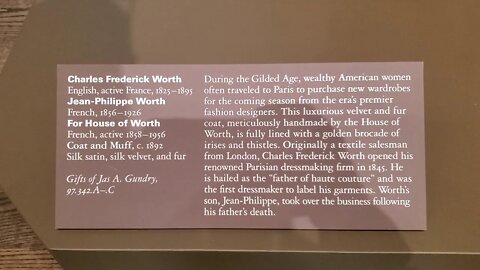 Charles Frederick Worth
English, active France, 1825–1895
Jean-Philippe Worth
French, 1856–1926
For House of Worth
French, active 1858–1956
Coat and Muff, c. 1892
Silk satin, silk velvet, and fur
Gifts of Jas A. Gundry,
97.342.A–.C
During the Gilded Age, wealthy American women
often traveled to Paris to purchase new wardrobes
for the coming season from the era's premier
fashion designers. This luxurious velvet and fur
coat, meticulously handmade by the House of
Worth, is fully lined with a golden brocade of
irises and thistles. Originally a textile salesman
from London, Charles Frederick Worth opened his
renowned Parisian dressmaking firm in 1845. He
is hailed as the "father of haute couture" and was
the first dressmaker to label his garments. Worth's
son, Jean-Philippe, took over the business following
his father's death.